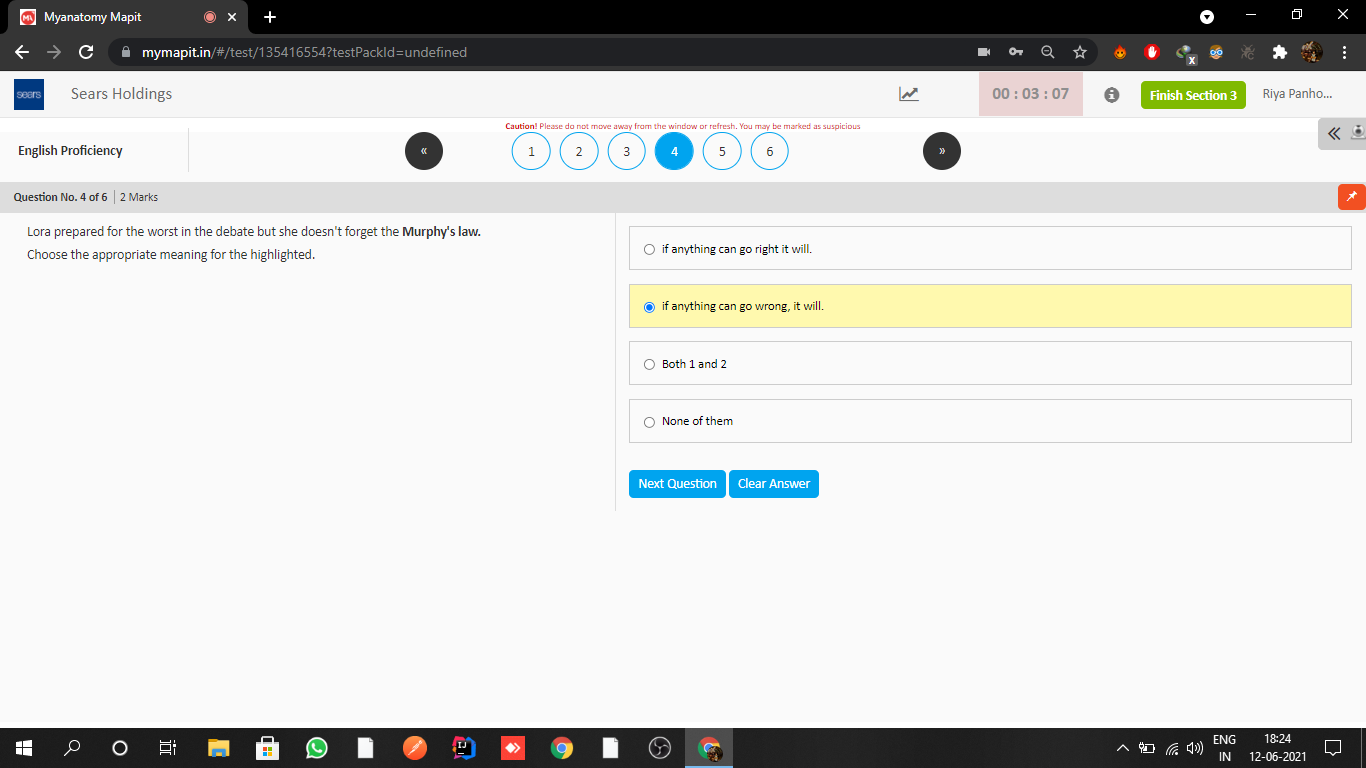 Myanatomy Mapit
mymapit.in/#/test/135416554?testPackId=undefined
sears
Sears Holdings
00 : 03 : 07
Finish Section 3
Riya Panho...
Caution! Please do not move away from the window or refresh, You may be marked as suspicious
English Proficiency
«
1
2
3
4
5
6
»
Question No. 4 of 6 | 2 Marks
Lora prepared for the worst in the debate but she doesn't forget the Murphy's law.
Choose the appropriate meaning for the highlighted.
if anything can go right it will.
if anything can go wrong, it will.
Both 1 and 2
None of them
Next Question
Clear Answer
ENG
IN
18:24
12-06-2021